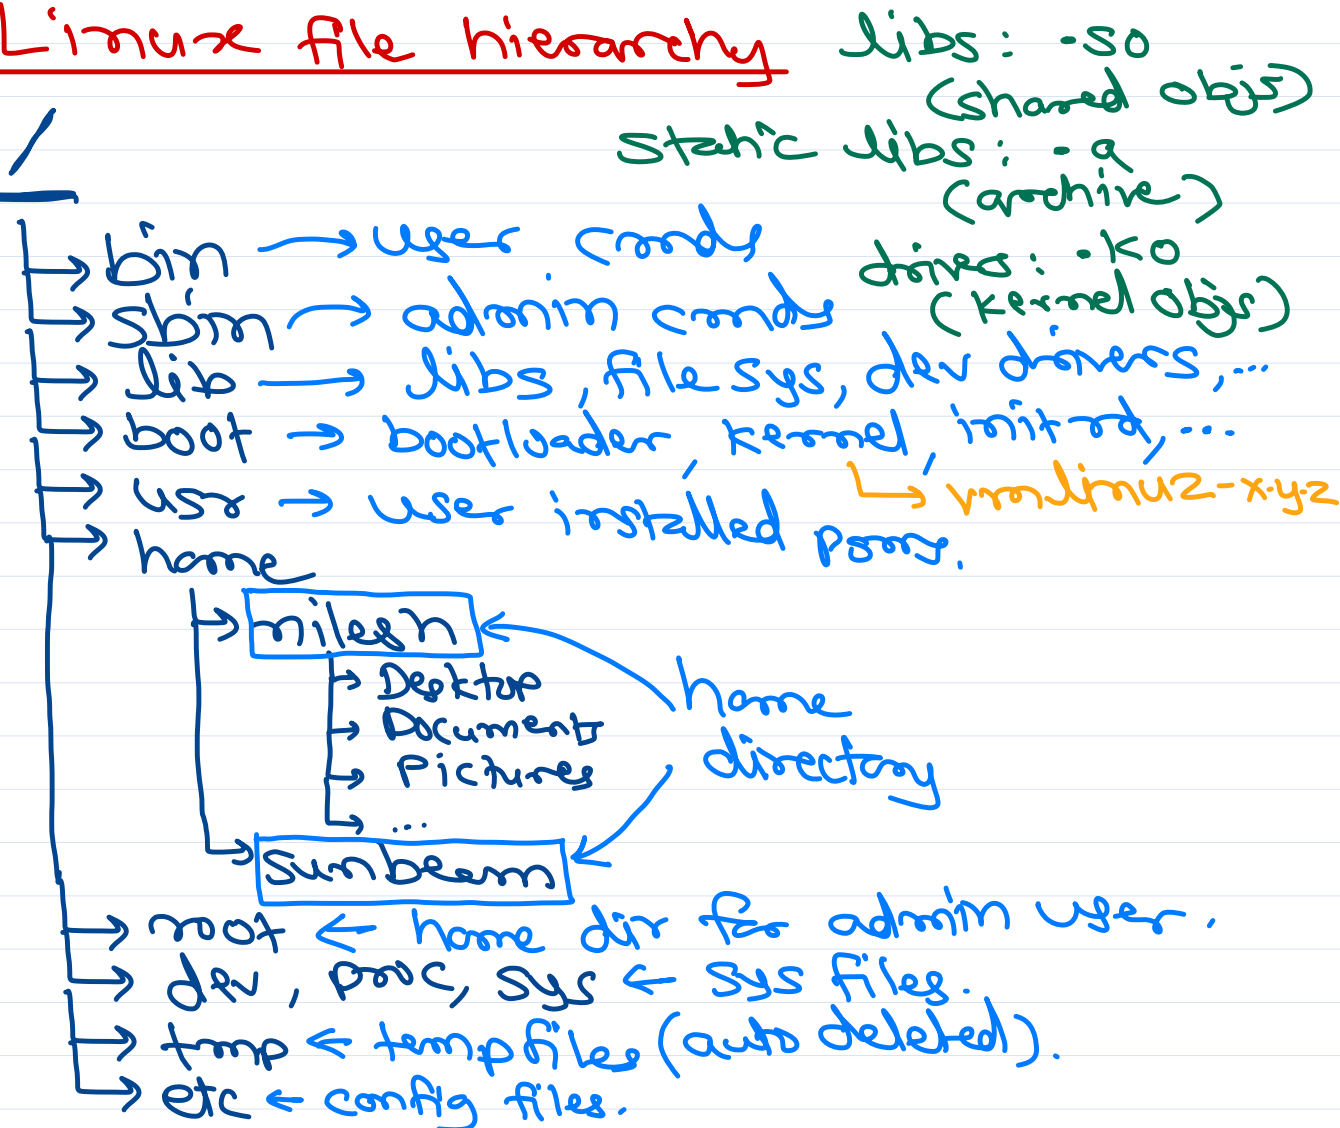 Linux file hierarchy
libs: .so
(shared objs)
static libs: .a
(archive)
drivers: .ko
(kernel objs)
/
bin → user cmds
sbin → admin cmds
lib → libs, file sys, dev drivers, ...
boot → bootloader, kernel, initrd, ...
vmlinuz-x.y.z
usr → user installed
progs.
home
nilesh
Desktop
Documents
Pictures
...
home
directory
sunbeam
root ← home dir for admin user.
dev, proc, sys ← sys files.
tmp ← temp files (auto deleted).
etc ← config files.